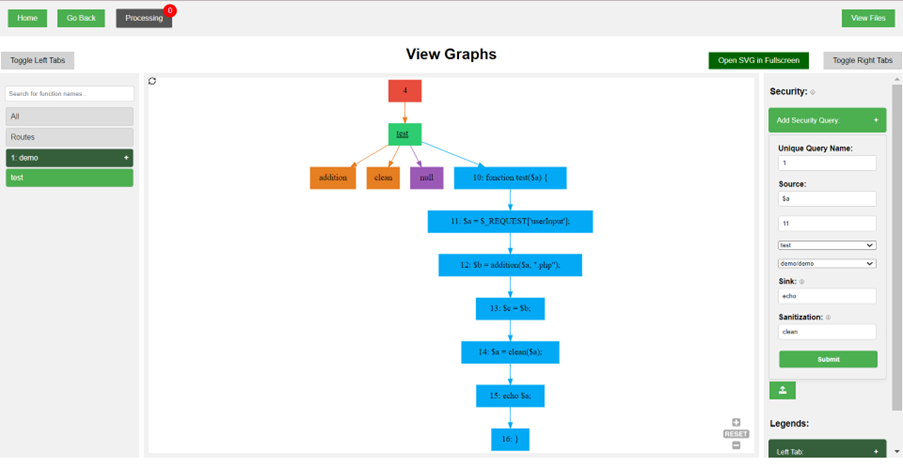 Home
Go Back
Processing
0
View Files
Toggle Left Tabs
View Graphs
Open SVG in Fullscreen
Toggle Right Tabs
Search for function names...
All
Routes
1: demo +
test
4
test
addition
clean
null
10: function test($a) {
11: $a = $_REQUEST['userInput'];
12: $b = addition($a, ".php");
13: $c = $b;
14: $a = clean($a);
15: echo $a;
16: }
RESET
Security:
Add Security Query: +
Unique Query Name:
1
Source:
$a
11
test
demo/demo
Sink:
echo
Sanitization:
clean
Submit
Legends:
Left Tab: +